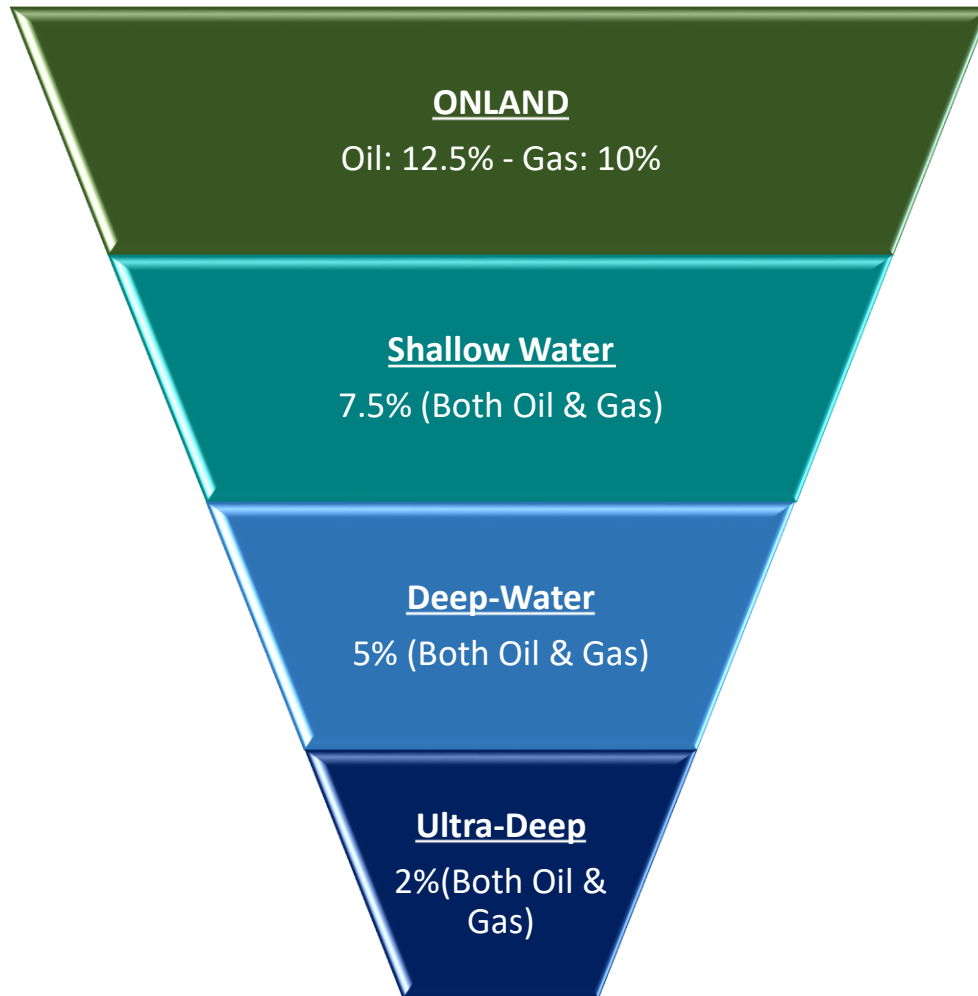 ONLAND
Oil: 12.5% - Gas: 10%
Shallow Water
7.5% (Both Oil & Gas)
Deep-Water
5% (Both Oil & Gas)
Ultra-Deep
2%(Both Oil &
Gas)